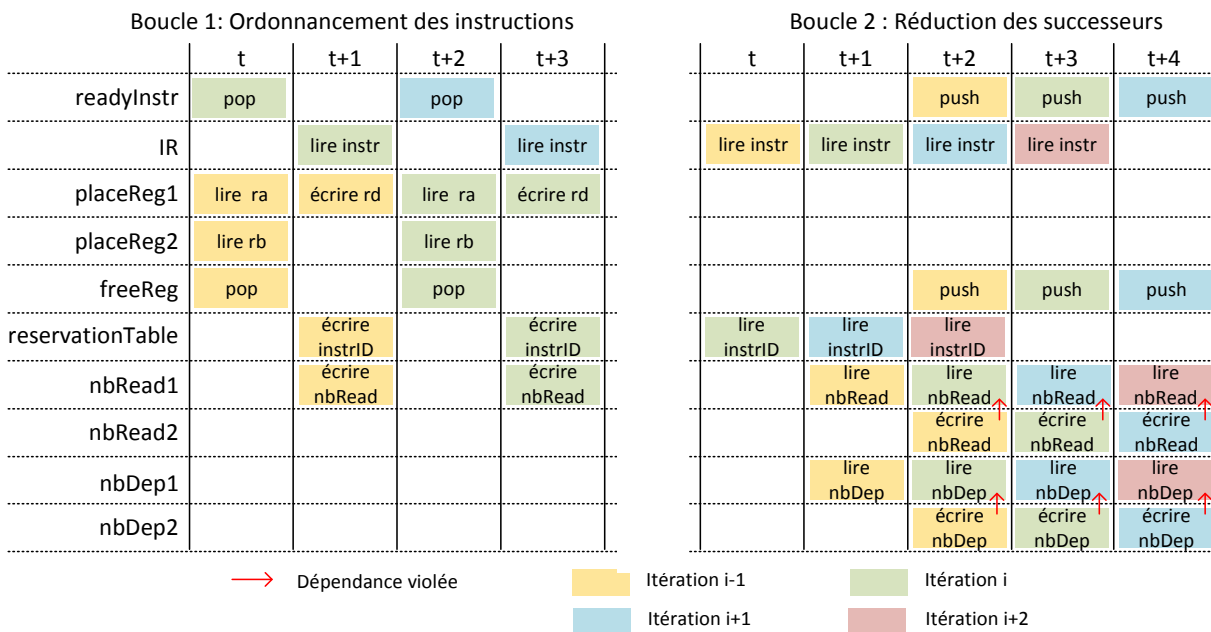 Boucle 1: Ordonnancement des instructions
Boucle 2 : Réduction des successeurs
t t+1 t+2 t+3 t t+1 t+2 t+3 t+4
readyInstr pop pop push push push
IR lire instr lire instr lire instr lire instr lire instr lire instr
placeReg1 lire ra écrire rd lire ra écrire rd
placeReg2 lire rb lire rb
freeReg pop pop push push push
reservationTable écrire instrID écrire instrID lire instrID lire instrID lire instrID
nbRead1 écrire nbRead écrire nbRead lire nbRead lire nbRead lire nbRead lire nbRead
nbRead2 écrire nbRead écrire nbRead écrire nbRead
nbDep1 lire nbDep lire nbDep lire nbDep lire nbDep
nbDep2 écrire nbDep écrire nbDep écrire nbDep
Dépendance violée Itération i-1 Itération i
Itération i+1 Itération i+2